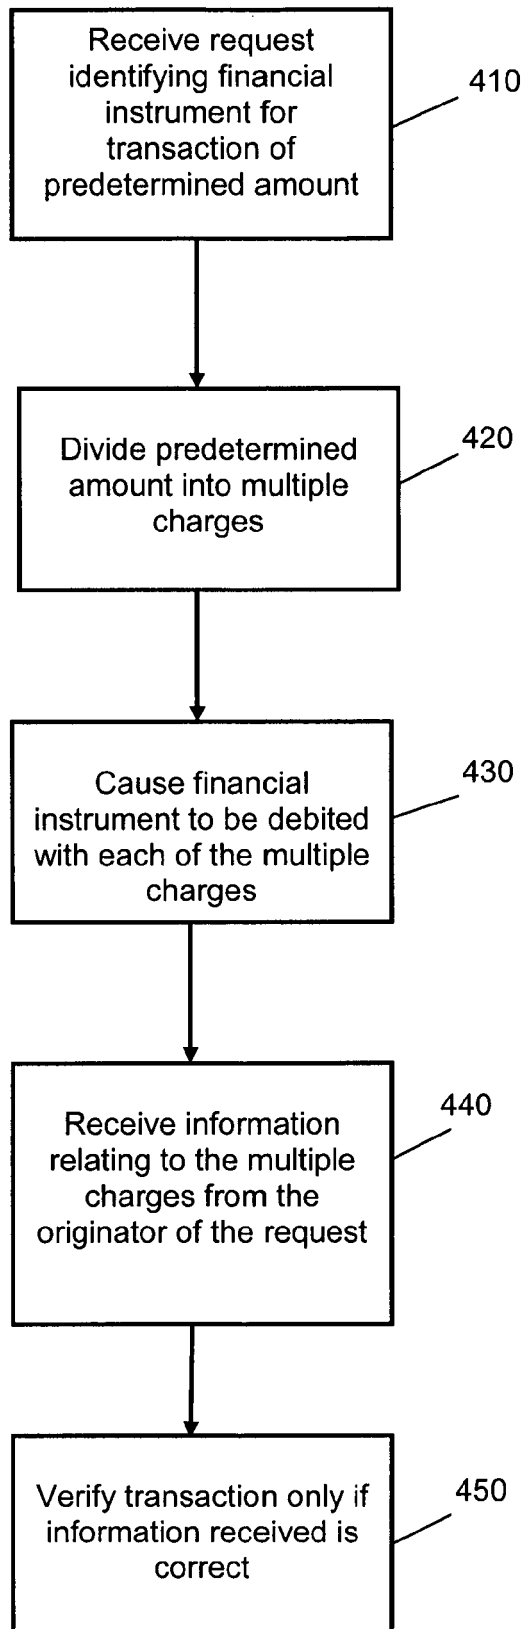 Receive request
identifying financial
instrument for
transaction of
predetermined amount
410
Divide predetermined
amount into multiple
charges
420
Cause financial
instrument to be debited
with each of the multiple
charges
430
Receive information
relating to the multiple
charges from the
originator of the request
440
Verify transaction only if
information received is
correct
450